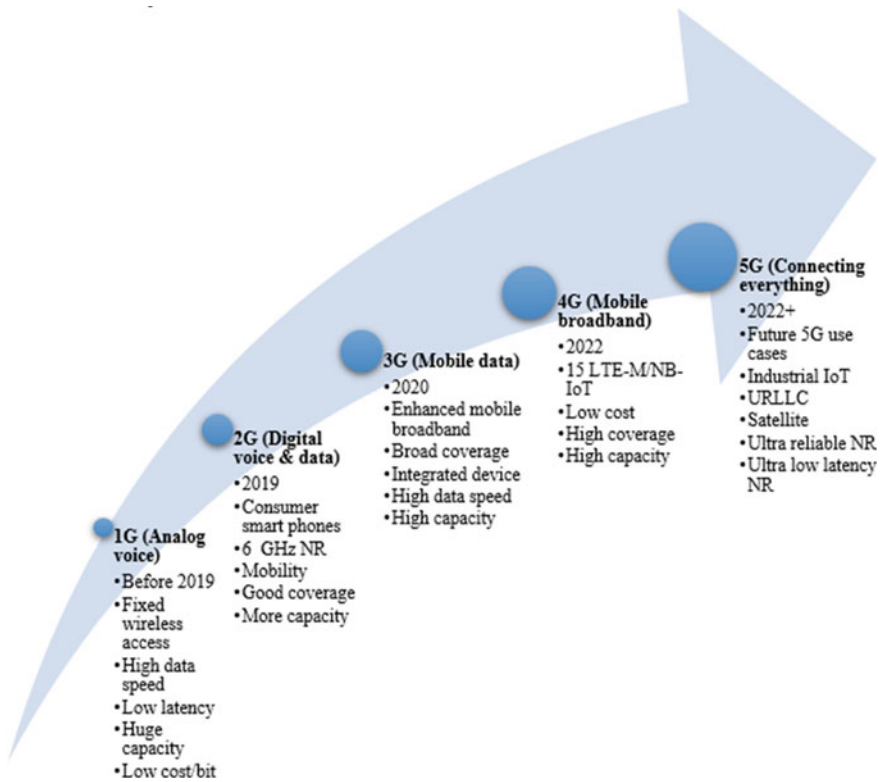 1G (Analog
voice)
•Before 2019
•Fixed
wireless
access
•High data
speed
•Low latency
•Huge
capacity
•Low cost/bit
2G (Digital
voice & data)
•2019
•Consumer
smart phones
•6 GHz NR
•Mobility
•Good coverage
•More capacity
3G (Mobile data)
•2020
•Enhanced mobile
broadband
•Broad coverage
•Integrated device
•High data speed
•High capacity
4G (Mobile
broadband)
•2022
•15 LTE-M/NB-
IoT
•Low cost
•High coverage
•High capacity
5G (Connecting
everything)
•2022+
•Future 5G use
cases
•Industrial IoT
•URLLC
•Satellite
•Ultra reliable NR
•Ultra low latency
NR